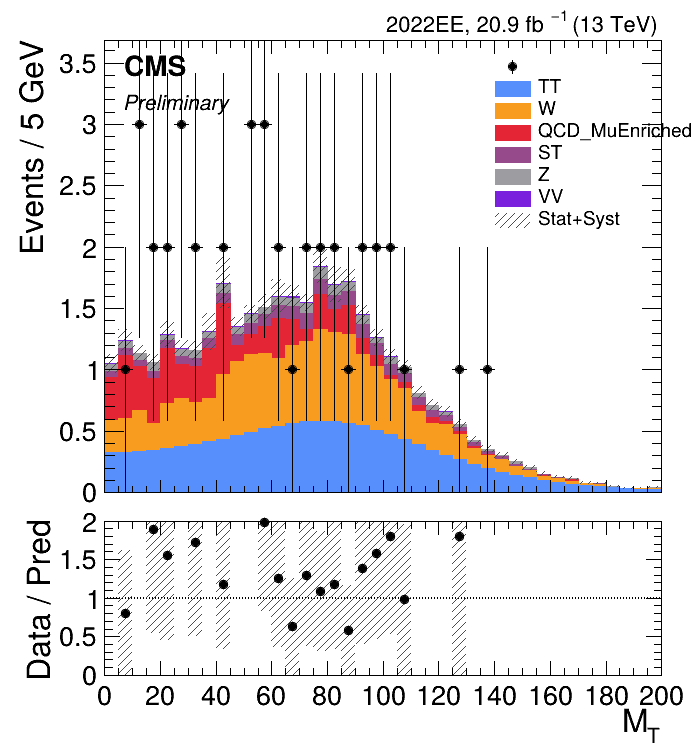 2022EE, 20.9 fb ⁻¹ (13 TeV)
CMS
Preliminary
Events / 5 GeV
3.5
3
2.5
2
1.5
1
0.5
0
TT
W
QCD_MuEnriched
ST
Z
VV
Stat+Syst
Data / Pred
2
1.5
1
0.5
0
0 20 40 60 80 100 120 140 160 180 200
M_T